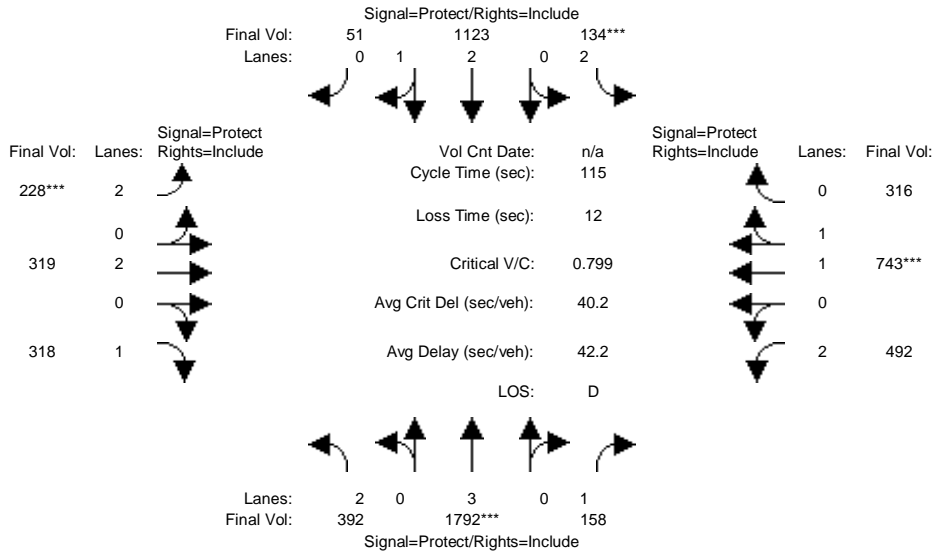 Signal=Protect/Rights=Include
Final Vol: 51 1123 134***
Lanes: 0 1 2 0 2
Signal=Protect
Final Vol: Lanes: Rights=Include
Vol Cnt Date: n/a
Signal=Protect
Rights=Include Lanes: Final Vol:
228*** 2
Cycle Time (sec): 115
0 316
0
Loss Time (sec): 12
1
319 2
Critical V/C: 0.799
1 743***
0
Avg Crit Del (sec/veh): 40.2
0
318 1
Avg Delay (sec/veh): 42.2
2 492
LOS: D
Lanes: 2 0 3 0 1
Final Vol: 392 1792*** 158
Signal=Protect/Rights=Include